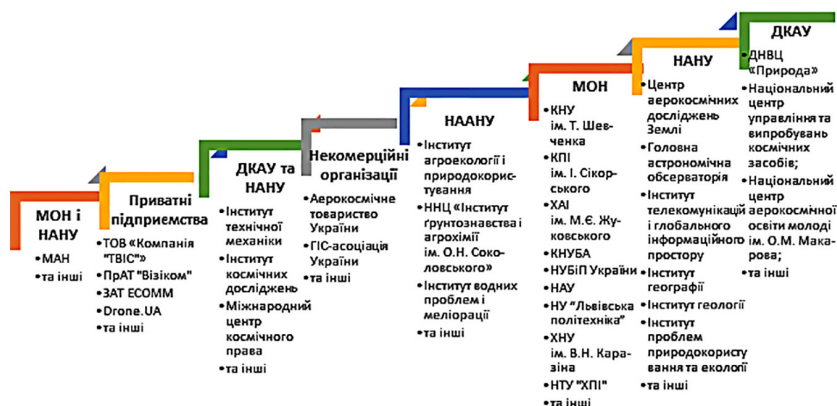 МОН і
НАНУ
•МАН
•та інші
Приватні
підприємства
•ТОВ «Компанія
"ТВІС"»
•ПрАТ "Візіком"
•ЗАТ ECOMM
•Drone.UA
•та інші
ДКАУ та
НАНУ
•Інститут
технічної
механіки
•Інститут
космічних
досліджень
•Міжнародний
центр
космічного
права
•та інші
Некомерційні
організації
•Аерокосмічне
товариство
України
•ГІС-асоціація
України
•та інші
НААНУ
•Інститут
агроекології і
природокорис-
тування
•ННЦ «Інститут
ґрунтознавства і
агрохімії
ім. О.Н. Соко-
ловського»
•Інститут водних
проблем і
меліорації
•та інші
МОН
•КНУ
ім. Т. Шев-
ченка
•КПІ
ім. І. Сікор-
ського
•ХАІ
ім. М.Є. Жу-
ковського
•КНУБА
•НУБіП України
•НАУ
•НУ "Львівська
політехніка"
•ХНУ
ім. В.Н. Кара-
зіна
•НТУ "ХПІ"
•та інші
НАНУ
•Центр
аерокосмічних
досліджень
Землі
•Головна
астрономічна
обсерваторія
•Інститут
телекомунікацій
і глобального
інформаційного
простору
•Інститут
географії
•Інститут геології
•Інститут
проблем
природокористу
вання та екології
•та інші
ДКАУ
•ДНВЦ
«Природа»
•Національний
центр
управління та
випробувань
космічних
засобів;
•Національний
центр
аерокосмічної
освіти молоді
ім. О.М. Мака-
рова;
•та інші